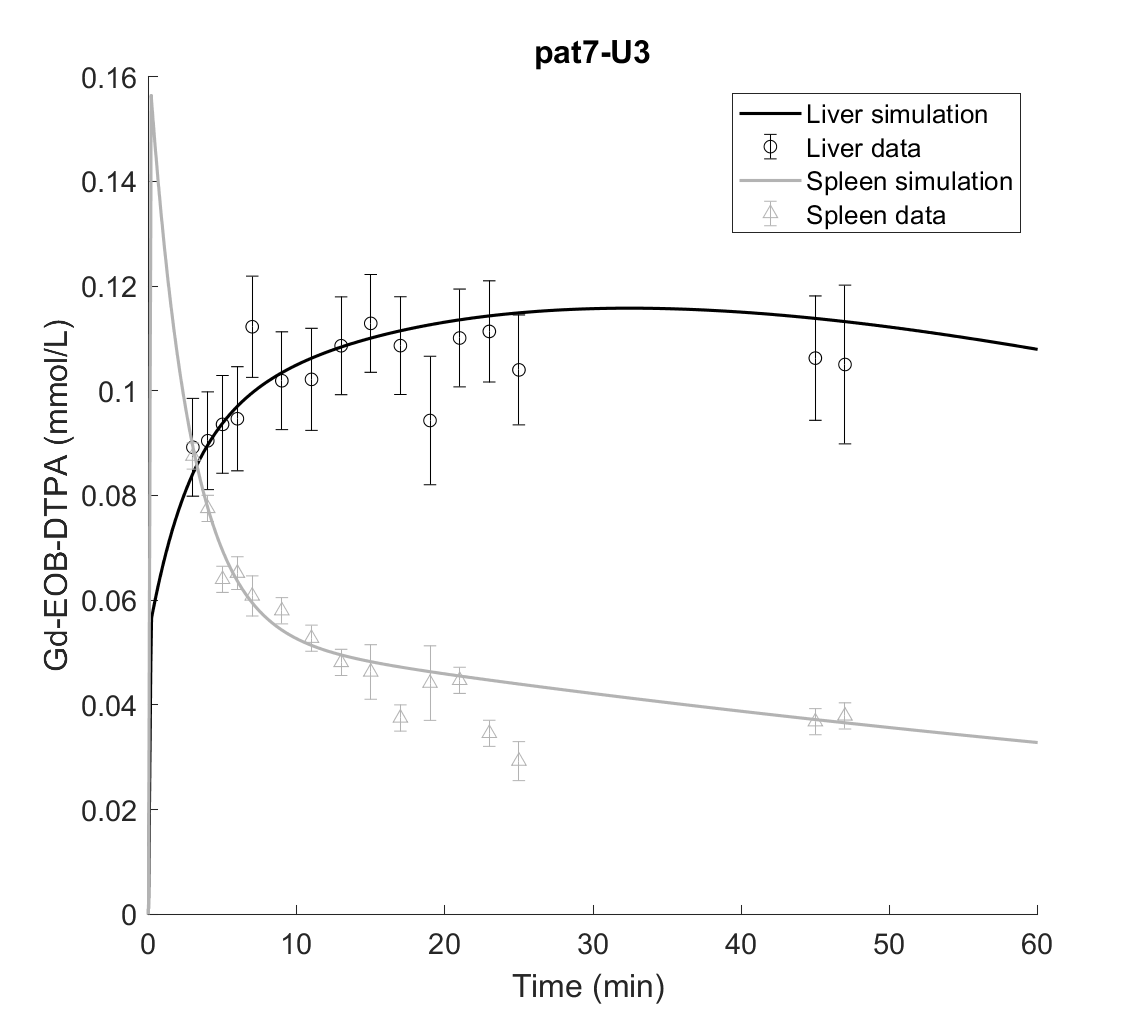 pat7-U3
Liver simulation
Liver data
Spleen simulation
Spleen data
0.16
0.14
0.12
0.1
0.08
0.06
0.04
0.02
0
Gd-EOB-DTPA (mmol/L)
0 10 20 30 40 50 60
Time (min)